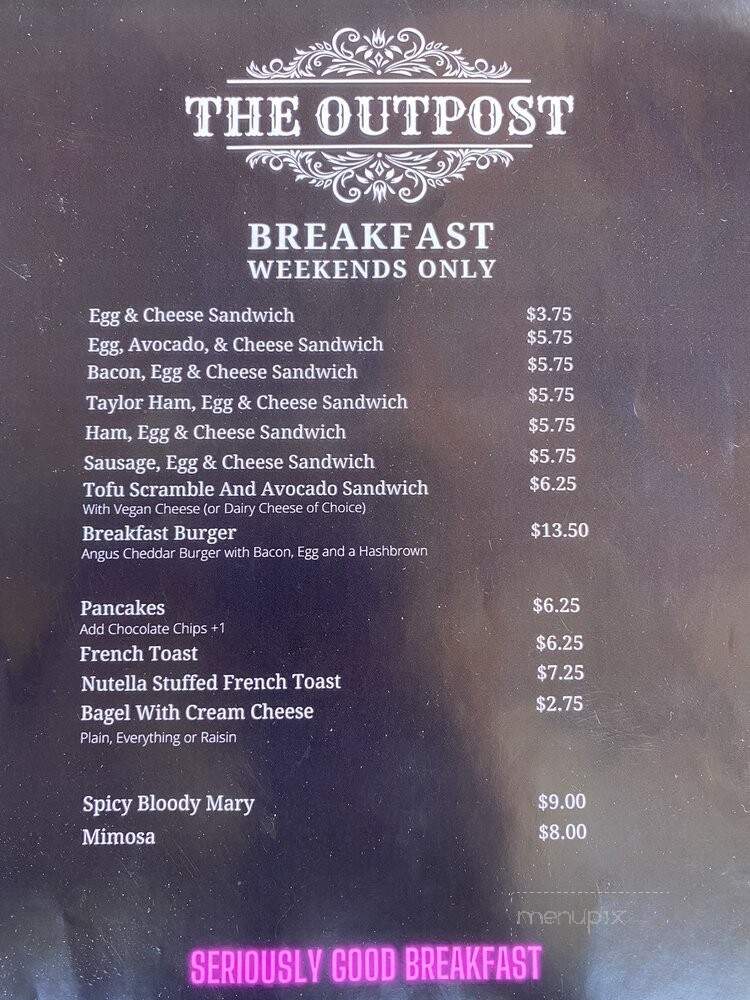 THE OUTPOST
BREAKFAST
WEEKENDS ONLY
Egg & Cheese Sandwich $3.75
Egg, Avocado, & Cheese Sandwich $5.75
Bacon, Egg & Cheese Sandwich $5.75
Taylor Ham, Egg & Cheese Sandwich $5.75
Ham, Egg & Cheese Sandwich $5.75
Sausage, Egg & Cheese Sandwich $5.75
Tofu Scramble And Avocado Sandwich $6.25
With Vegan Cheese (or Dairy Cheese of Choice)
Breakfast Burger $13.50
Angus Cheddar Burger with Bacon, Egg and a Hashbrown
Pancakes $6.25
Add Chocolate Chips +1
French Toast $6.25
Nutella Stuffed French Toast $7.25
Bagel With Cream Cheese $2.75
Plain, Everything or Raisin
Spicy Bloody Mary $9.00
Mimosa $8.00
menupix
SERIOUSLY GOOD BREAKFAST